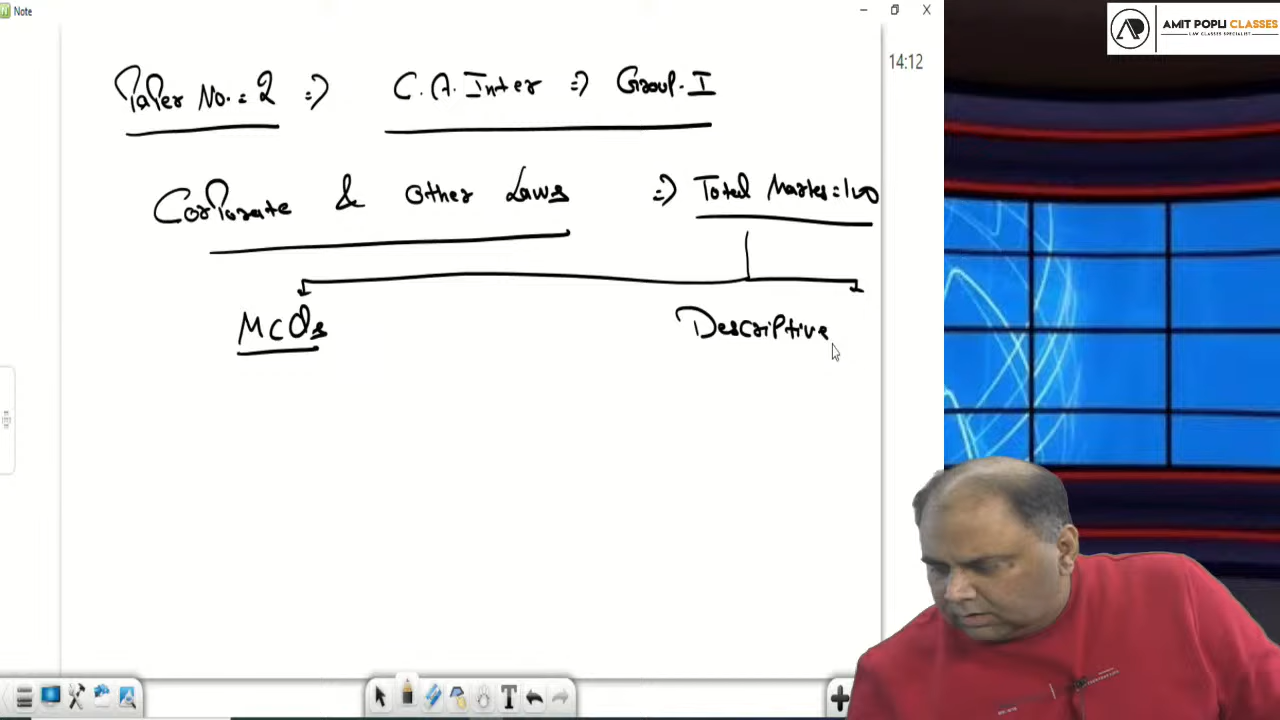 Note
AMIT POPLI CLASSES
LAW CLASSES SPECIALIST
14:12
Paper No. = 2 => C.A. Inter => Group-I
Corporate & Other Laws => Total Marks = 100
MCQs Descriptive